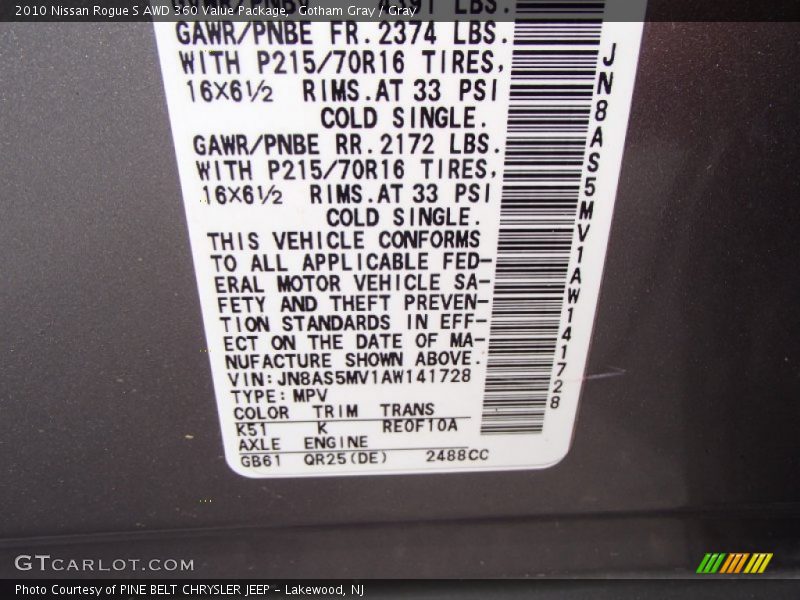 2010 Nissan Rogue S AWD 360 Value Package, Gotham Gray / Gray
LBS.
GAWR/PNBE FR. 2374 LBS.
WITH P215/70R16 TIRES,
16X6½ RIMS. AT 33 PSI
COLD SINGLE.
GAWR/PNBE RR. 2172 LBS.
WITH P215/70R16 TIRES,
16X6½ RIMS. AT 33 PSI
COLD SINGLE.
THIS VEHICLE CONFORMS
TO ALL APPLICABLE FED-
ERAL MOTOR VEHICLE SA-
FETY AND THEFT PREVEN-
TION STANDARDS IN EFF-
ECT ON THE DATE OF MA-
NUFACTURE SHOWN ABOVE.
VIN: JN8AS5MV1AW141728
TYPE: MPV
COLOR TRIM TRANS
K51 K RE0F10A
AXLE ENGINE
GB61 QR25(DE) 2488CC
JN8AS5MV1AW141728
GTCARLOT.COM
Photo Courtesy of PINE BELT CHRYSLER JEEP - Lakewood, NJ